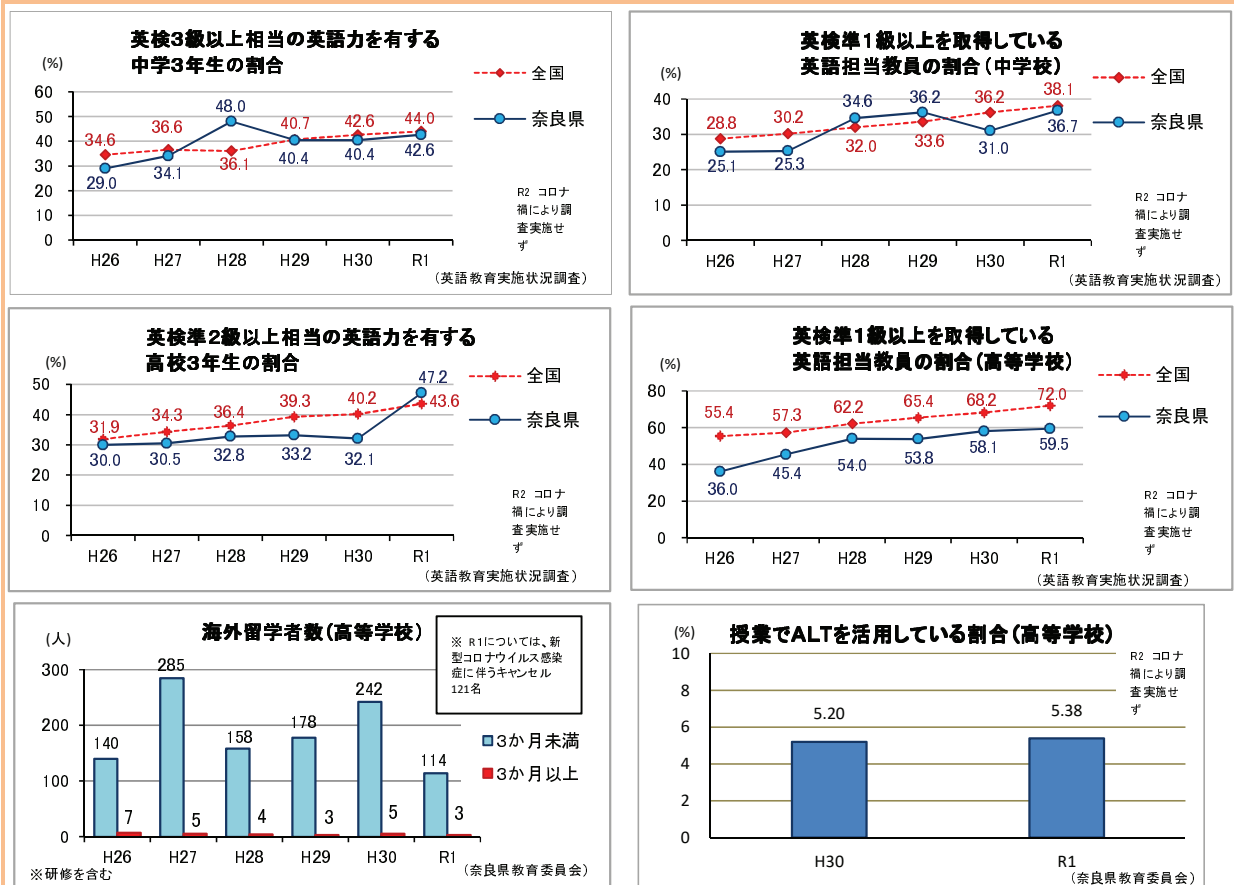 英検3級以上相当の英語力を有する
中学3年生の割合
(%)
全国
奈良県
60
50
40
30
20
10
0
34.6
36.6
48.0
36.1
40.7
42.6
44.0
29.0
34.1
40.4
40.4
42.6
H26 H27 H28 H29 H30 R1
R2 コロナ
禍により調
査実施せ
ず
(英語教育実施状況調査)
英検準1級以上を取得している
英語担当教員の割合(中学校)
(%)
全国
奈良県
40
30
20
10
0
28.8
30.2
34.6
36.2
36.2
38.1
25.1
25.3
32.0
33.6
31.0
36.7
H26 H27 H28 H29 H30 R1
R2 コロナ
禍により調
査実施せ
ず
(英語教育実施状況調査)
英検準2級以上相当の英語力を有する
高校3年生の割合
(%)
全国
奈良県
50
40
30
20
10
0
31.9
34.3
36.4
39.3
40.2
47.2
43.6
30.0
30.5
32.8
33.2
32.1
H26 H27 H28 H29 H30 R1
R2 コロナ
禍により調
査実施せ
ず
(英語教育実施状況調査)
英検準1級以上を取得している
英語担当教員の割合(高等学校)
(%)
全国
奈良県
80
60
40
20
0
55.4
57.3
62.2
65.4
68.2
72.0
36.0
45.4
54.0
53.8
58.1
59.5
H26 H27 H28 H29 H30 R1
R2 コロナ
禍により調
査実施せ
ず
(英語教育実施状況調査)
海外留学者数(高等学校)
(人)
※ R1については、新
型コロナウイルス感染
症に伴うキャンセル
121名
3か月未満
3か月以上
300
200
100
0
140
285
158
178
242
114
7
5
4
3
5
3
H26 H27 H28 H29 H30 R1
※研修を含む
(奈良県教育委員会)
授業でALTを活用している割合(高等学校)
(%)
10
8
6
4
2
0
5.20
5.38
R2 コロナ
禍により調
査実施せ
ず
H30 R1
(奈良県教育委員会)